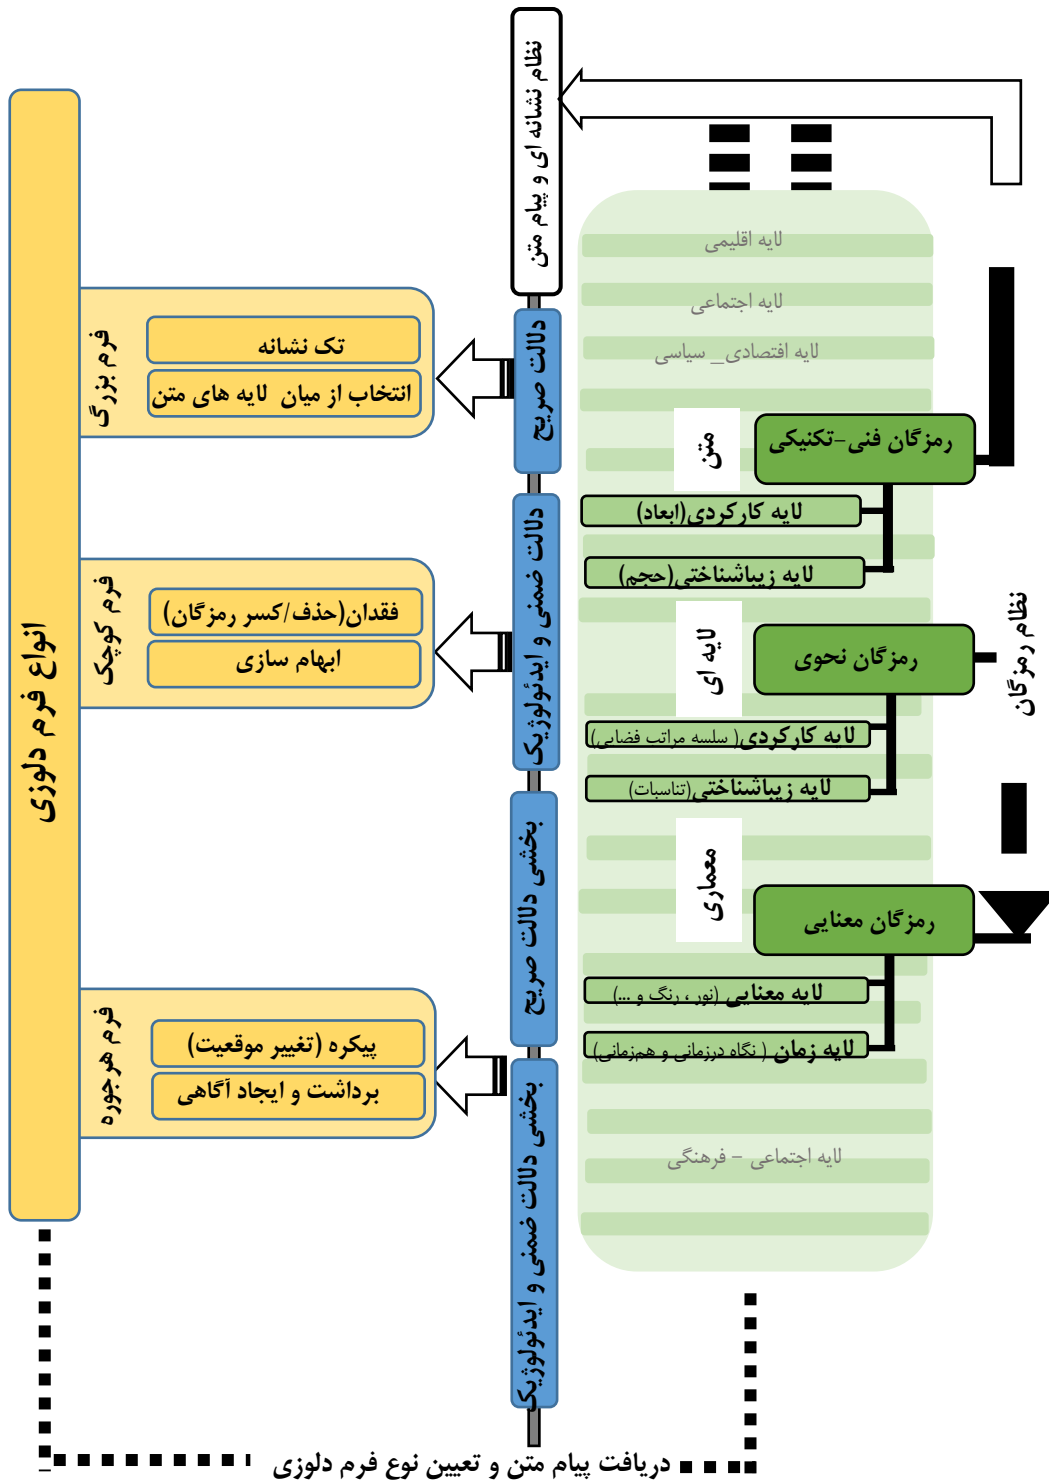 نظام نشانه ای و پیام متن
لایه اقلیمی
لایه اجتماعی
لایه افتصادی_ سیاسی
متن
لایه ای
معماری
نظام رمزگان
رمزگان فنی-تکنیکی
لایه کارکردی(ابعاد)
لایه زیباشناختی(حجم)
رمزگان نحوی
لایه کارکردی( سلسه مراتب فضایی)
لایه زیباشناختی(تناسبات)
رمزگان معنایی
لایه معنایی (نور ، رنگ و ...)
لایه زمان ( نگاه درزمانی و هم‌زمانی)
لایه اجتماعی - فرهنگی
دلالت صریح
دلالت ضمنی و ایدئولوژیک
بخشی دلالت صریح
بخشی دلالت ضمنی و ایدئولوژیک
فرم بزرگ
تک نشانه
انتخاب از میان لایه های متن
فرم کوچک
فقدان(حذف/کسر رمزگان)
ابهام سازی
فرم هرجوره
پیکره (تغییر موقعیت)
برداشت و ایجاد آگاهی
انواع فرم دلوزی
دریافت پیام متن و تعیین نوع فرم دلوزی